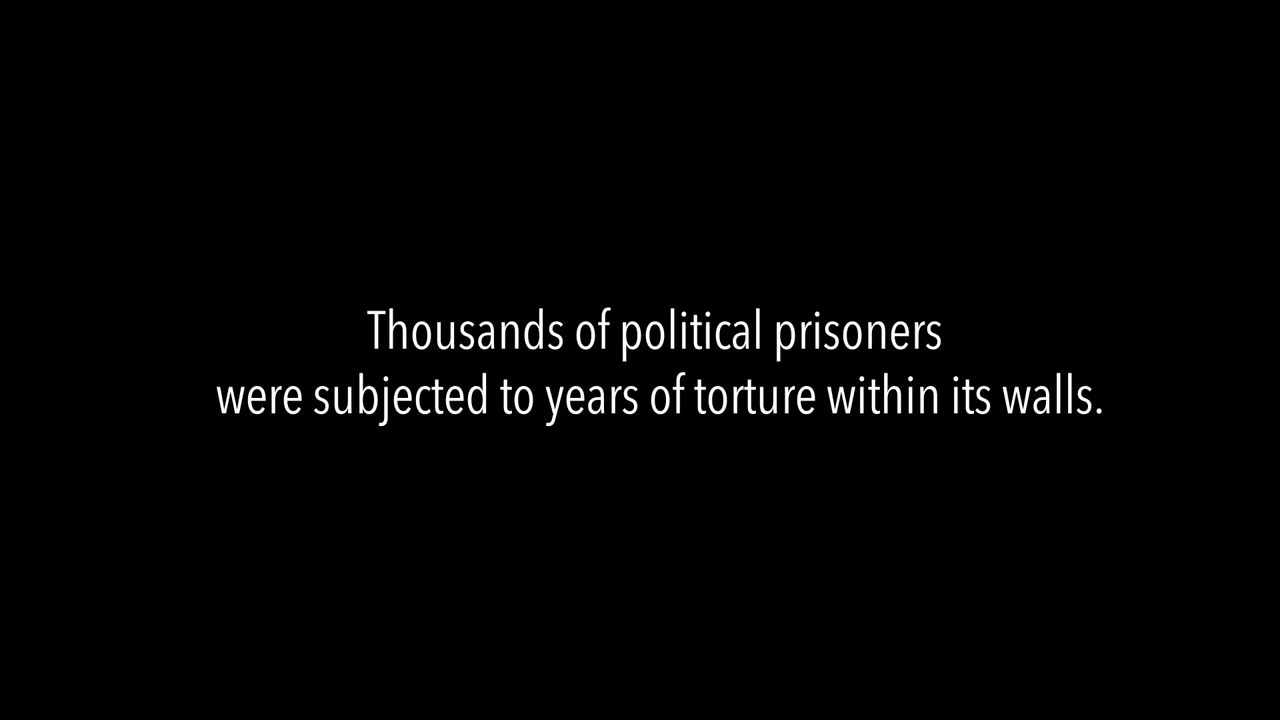 Thousands of political prisoners
were subjected to years of torture within its walls.